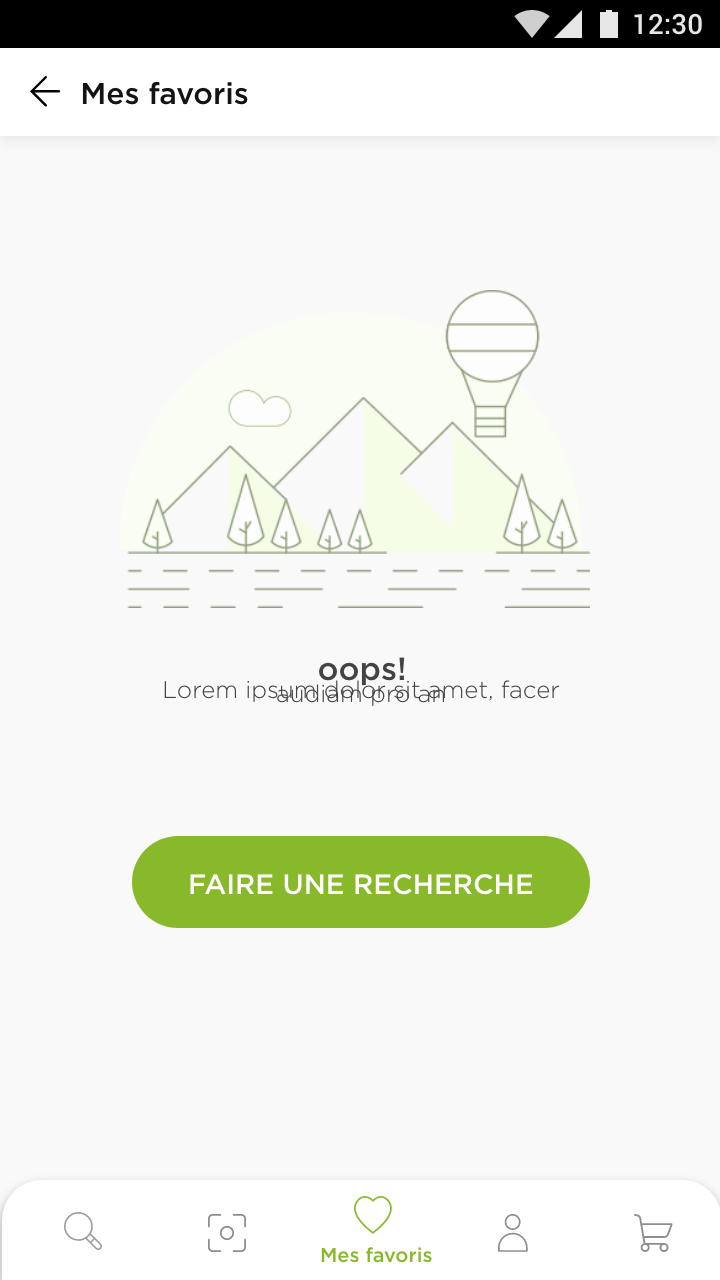 12:30
Mes favoris
oops!
Lorem ipsum dolor sit amet, facer
audiam pro an
FAIRE UNE RECHERCHE
Mes favoris